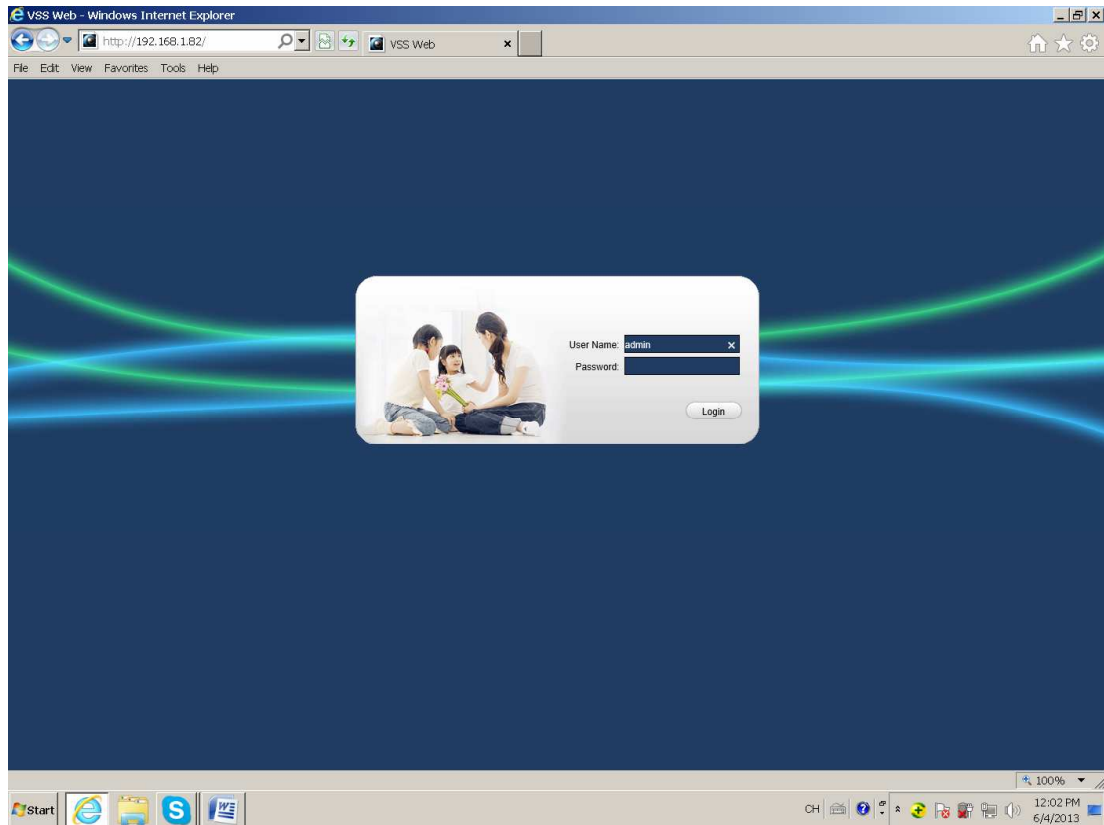 VSS Web - Windows Internet Explorer
http://192.168.1.82/
VSS Web
File Edit View Favorites Tools Help
User Name: admin
Password:
Login
100%
Start
CH
12:02 PM
6/4/2013